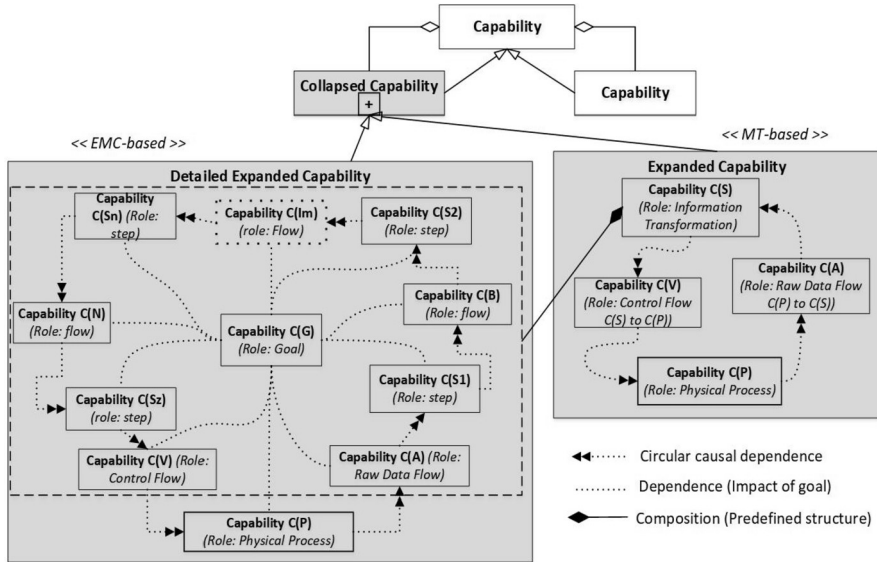 Capability
Collapsed Capability
+
Capability
<< EMC-based >>
<< MT-based >>
Detailed Expanded Capability
Capability
C(Sn) (Role:
step)
Capability C(Im)
(role: Flow)
Capability C(S2)
(Role: step)
Capability C(N)
(Role: flow)
Capability C(G)
(Role: Goal)
Capability C(B)
(Role: flow)
Capability C(Sz)
(role: step)
Capability C(S1)
(Role: step)
Capability C(V) (Role:
Control Flow)
Capability C(A) (Role:
Raw Data Flow)
Capability C(P)
(Role: Physical Process)
Expanded Capability
Capability C(S)
(Role: Information
Transformation)
Capability C(V)
(Role: Control Flow
C(S) to C(P))
Capability C(A)
(Role: Raw Data Flow
C(P) to C(S))
Capability C(P)
(Role: Physical Process)
Circular causal dependence
Dependence (Impact of goal)
Composition (Predefined structure)